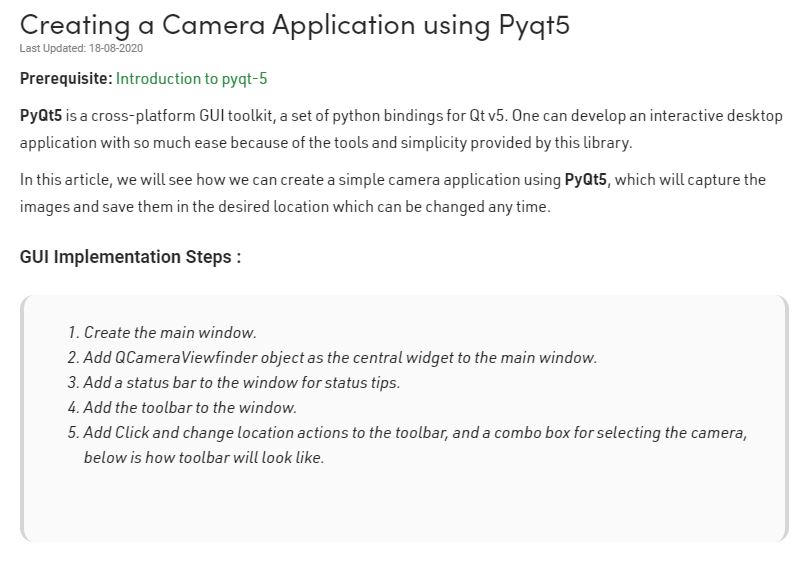 Creating a Camera Application using Pyqt5
Last Updated: 18-08-2020
Prerequisite: Introduction to pyqt-5
PyQt5 is a cross-platform GUI toolkit, a set of python bindings for Qt v5. One can develop an interactive desktop
application with so much ease because of the tools and simplicity provided by this library.
In this article, we will see how we can create a simple camera application using PyQt5, which will capture the
images and save them in the desired location which can be changed any time.
GUI Implementation Steps :
1. Create the main window.
2. Add QCameraViewfinder object as the central widget to the main window.
3. Add a status bar to the window for status tips.
4. Add the toolbar to the window.
5. Add Click and change location actions to the toolbar, and a combo box for selecting the camera,
below is how toolbar will look like.